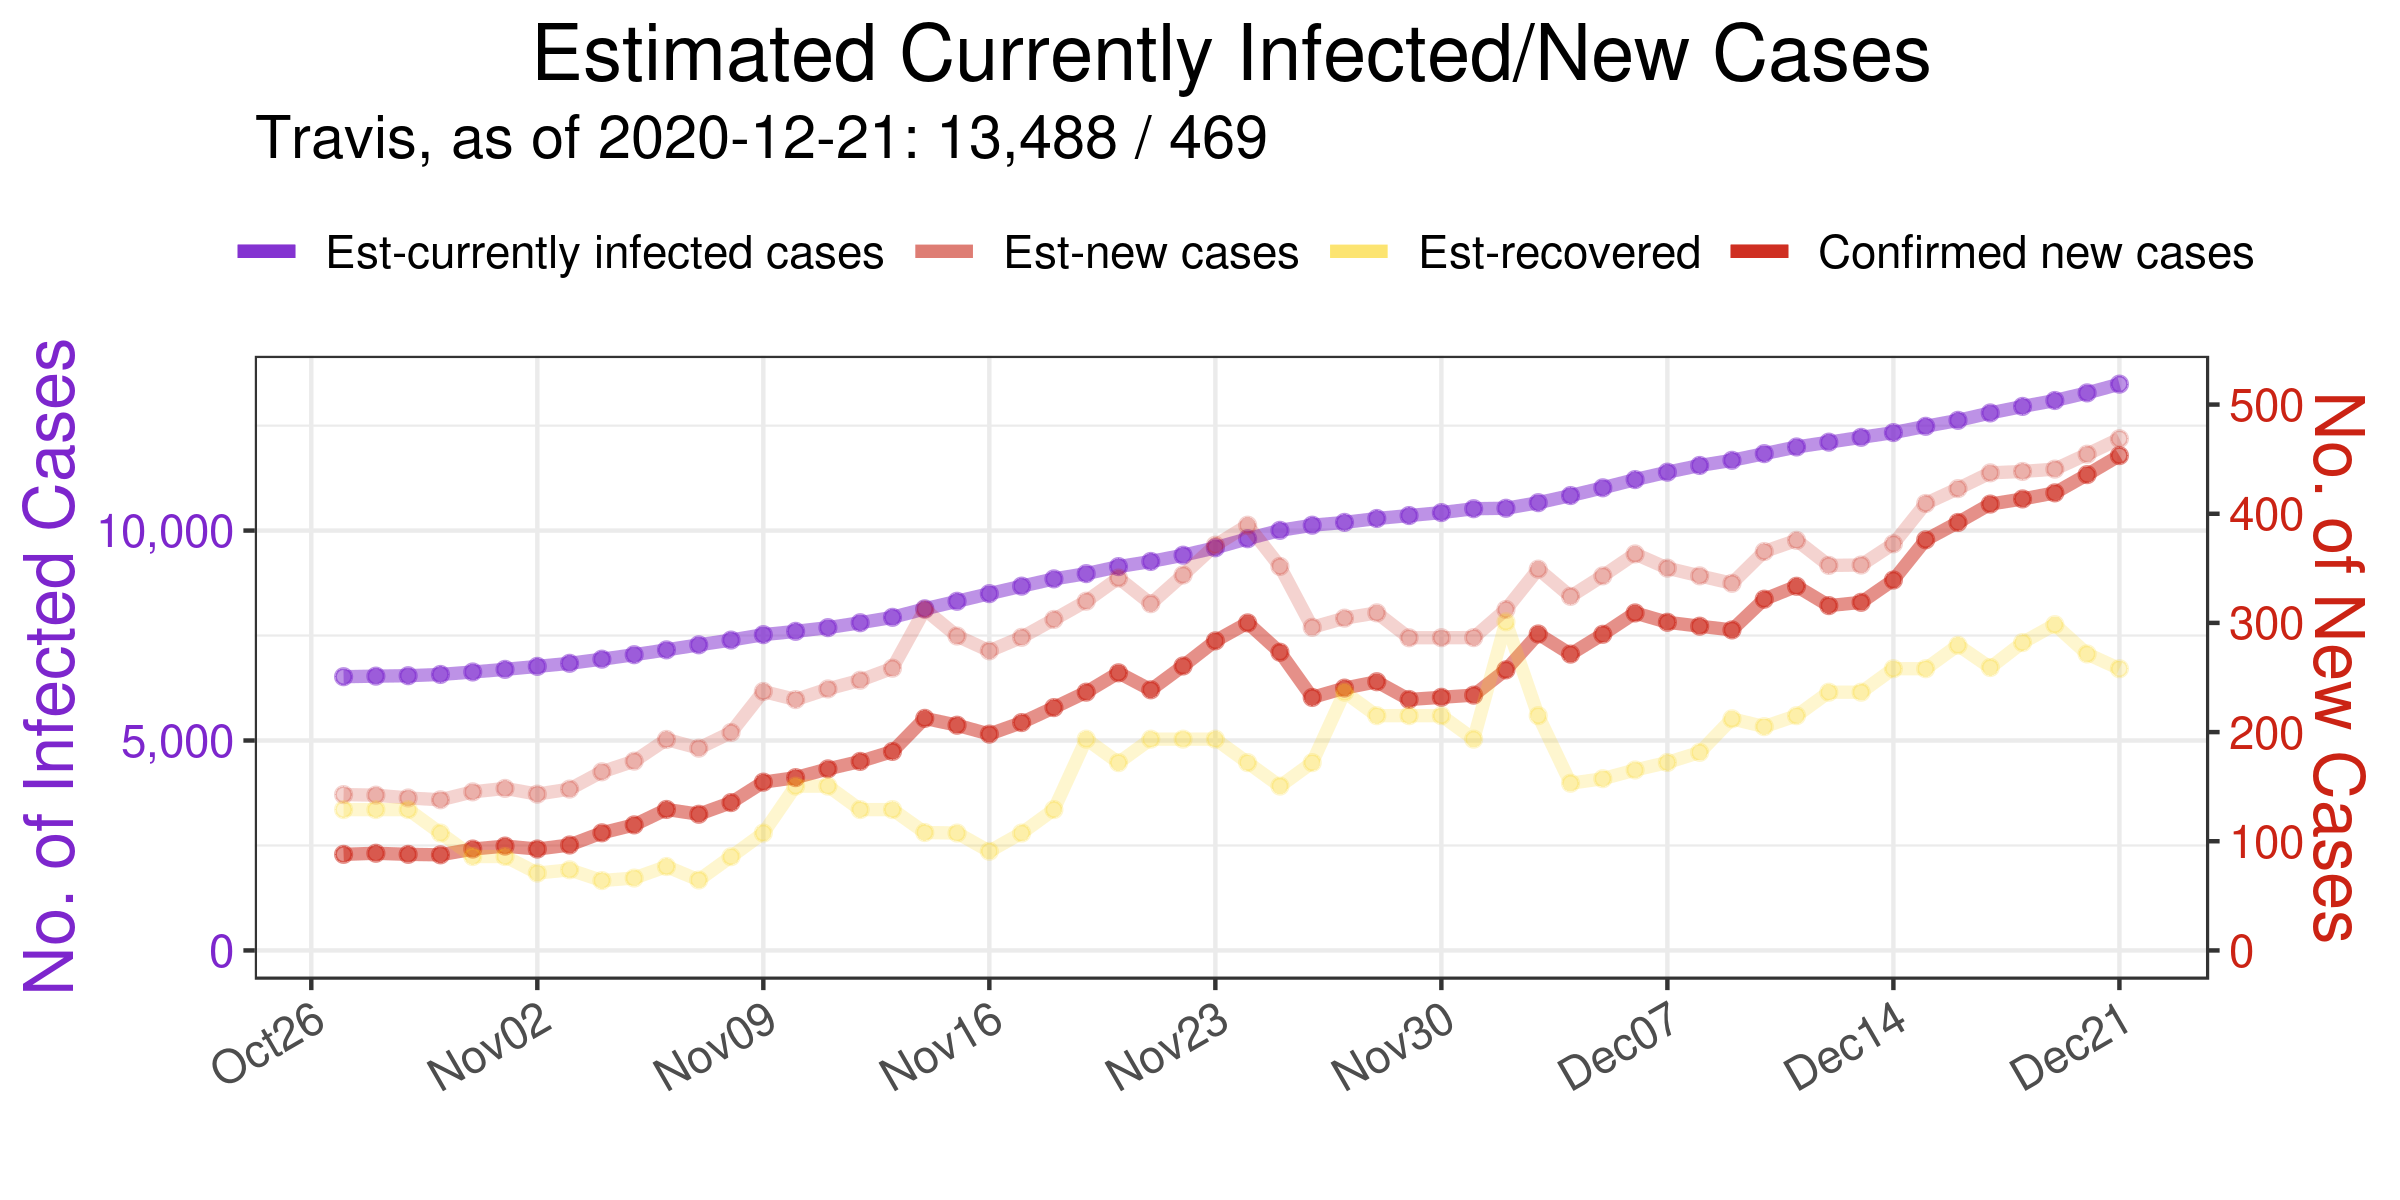 Estimated Currently Infected/New Cases
Travis, as of 2020-12-21: 13,488 / 469
Est-currently infected cases Est-new cases Est-recovered Confirmed new cases
No. of Infected Cases
10,000
5,000
0
500
400
300
200
100
0
No. of New Cases
Oct26 Nov02 Nov09 Nov16 Nov23 Nov30 Dec07 Dec14 Dec21